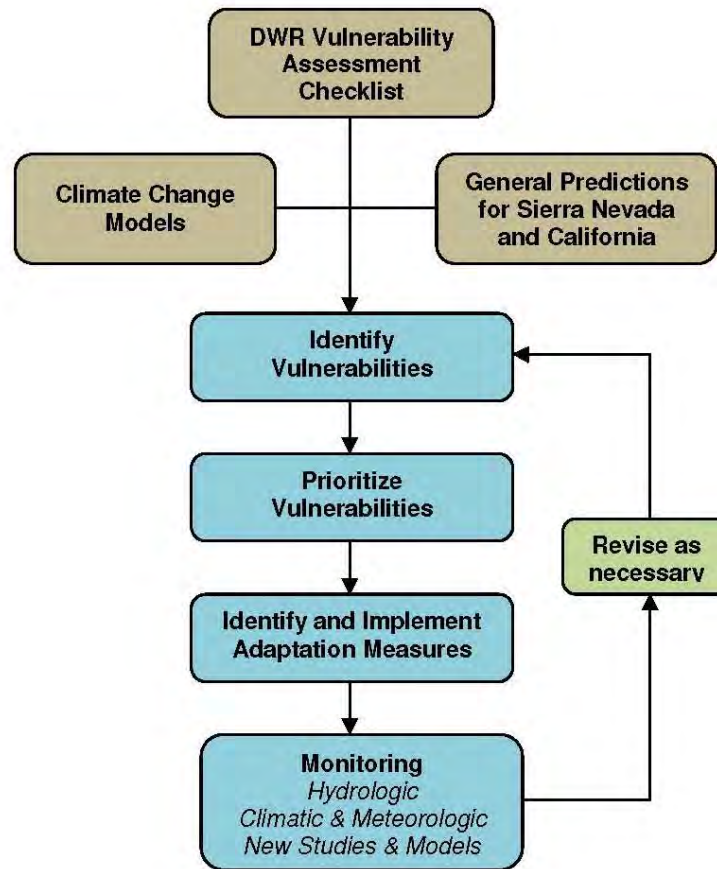 DWR Vulnerability
Assessment
Checklist
Climate Change
Models
General Predictions
for Sierra Nevada
and California
Identify
Vulnerabilities
Prioritize
Vulnerabilities
Revise as
necessary
Identify and Implement
Adaptation Measures
Monitoring
Hydrologic
Climatic & Meteorologic
New Studies & Models